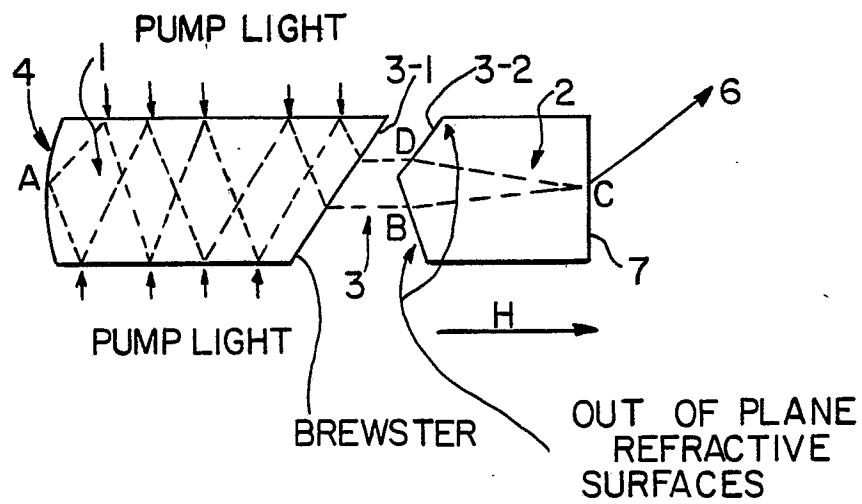 PUMP LIGHT
4
1
3-1
3-2
2
6
A
D
C
B
3
7
H
PUMP LIGHT
BREWSTER
OUT OF PLANE
REFRACTIVE
SURFACES